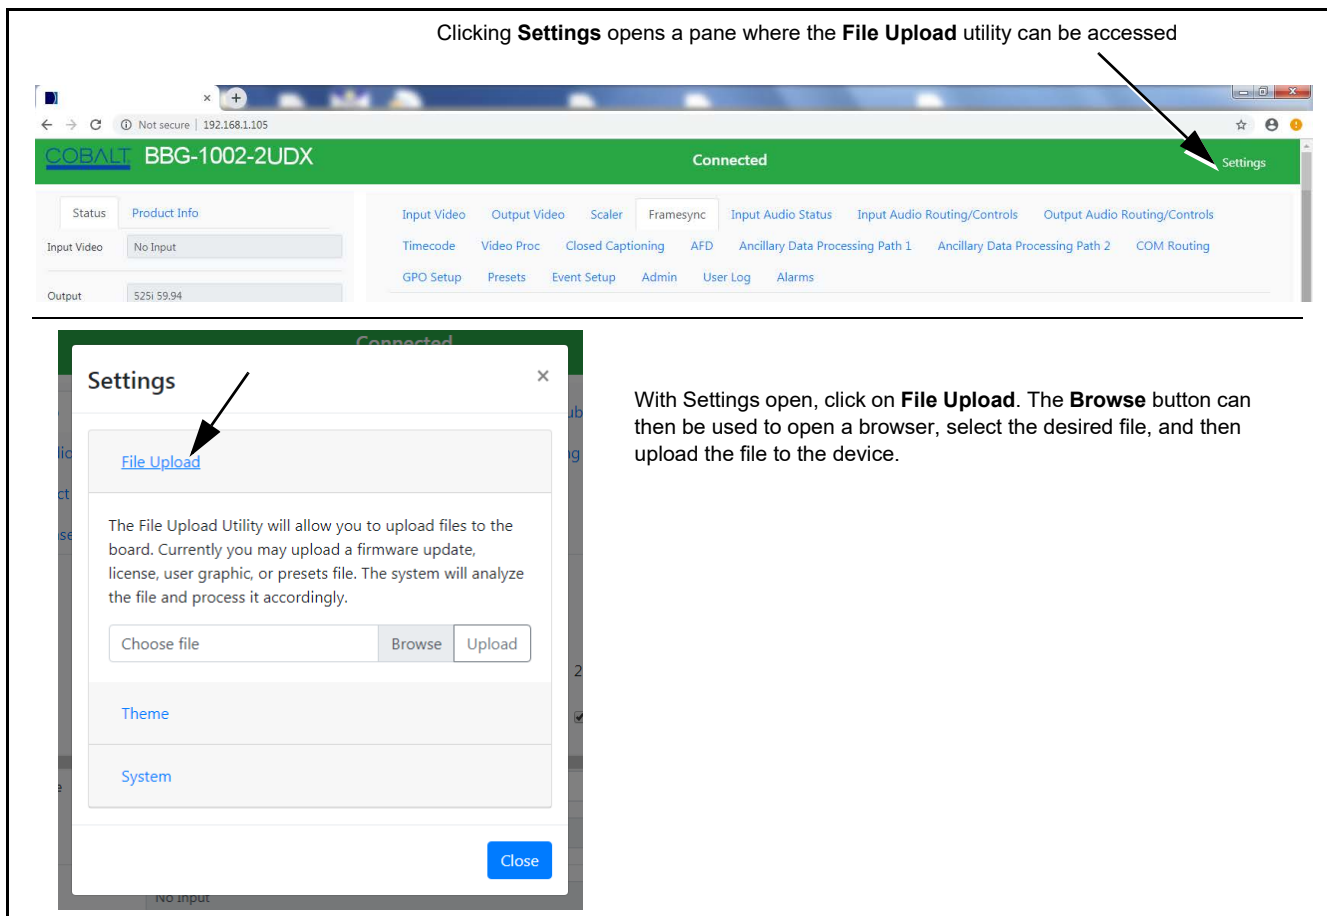 Clicking Settings opens a pane where the File Upload utility can be accessed
Not secure | 192.168.1.105
COBALT BBG-1002-2UDX Connected Settings
Status Product Info
Input Video No Input
Output 525i 59.94
Input Video Output Video Scaler Framesync Input Audio Status Input Audio Routing/Controls Output Audio Routing/Controls
Timecode Video Proc Closed Captioning AFD Ancillary Data Processing Path 1 Ancillary Data Processing Path 2 COM Routing
GPO Setup Presets Event Setup Admin User Log Alarms
Connected
Settings ×
File Upload
The File Upload Utility will allow you to upload files to the
board. Currently you may upload a firmware update,
license, user graphic, or presets file. The system will analyze
the file and process it accordingly.
Choose file Browse Upload
Theme
System
Close
No Input
With Settings open, click on File Upload. The Browse button can
then be used to open a browser, select the desired file, and then
upload the file to the device.